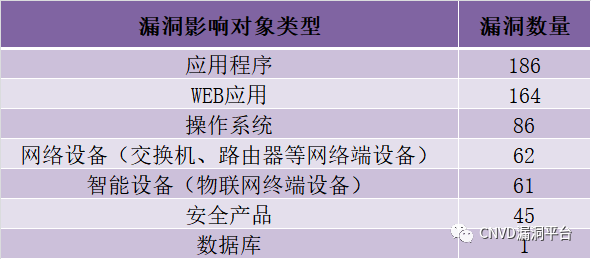 漏洞影响对象类型 漏洞数量
应用程序 186
WEB应用 164
操作系统 86
网络设备（交换机、路由器等网络端设备） 62
智能设备（物联网终端设备） 61
安全产品 45
数据库 1
CNVD漏洞平台